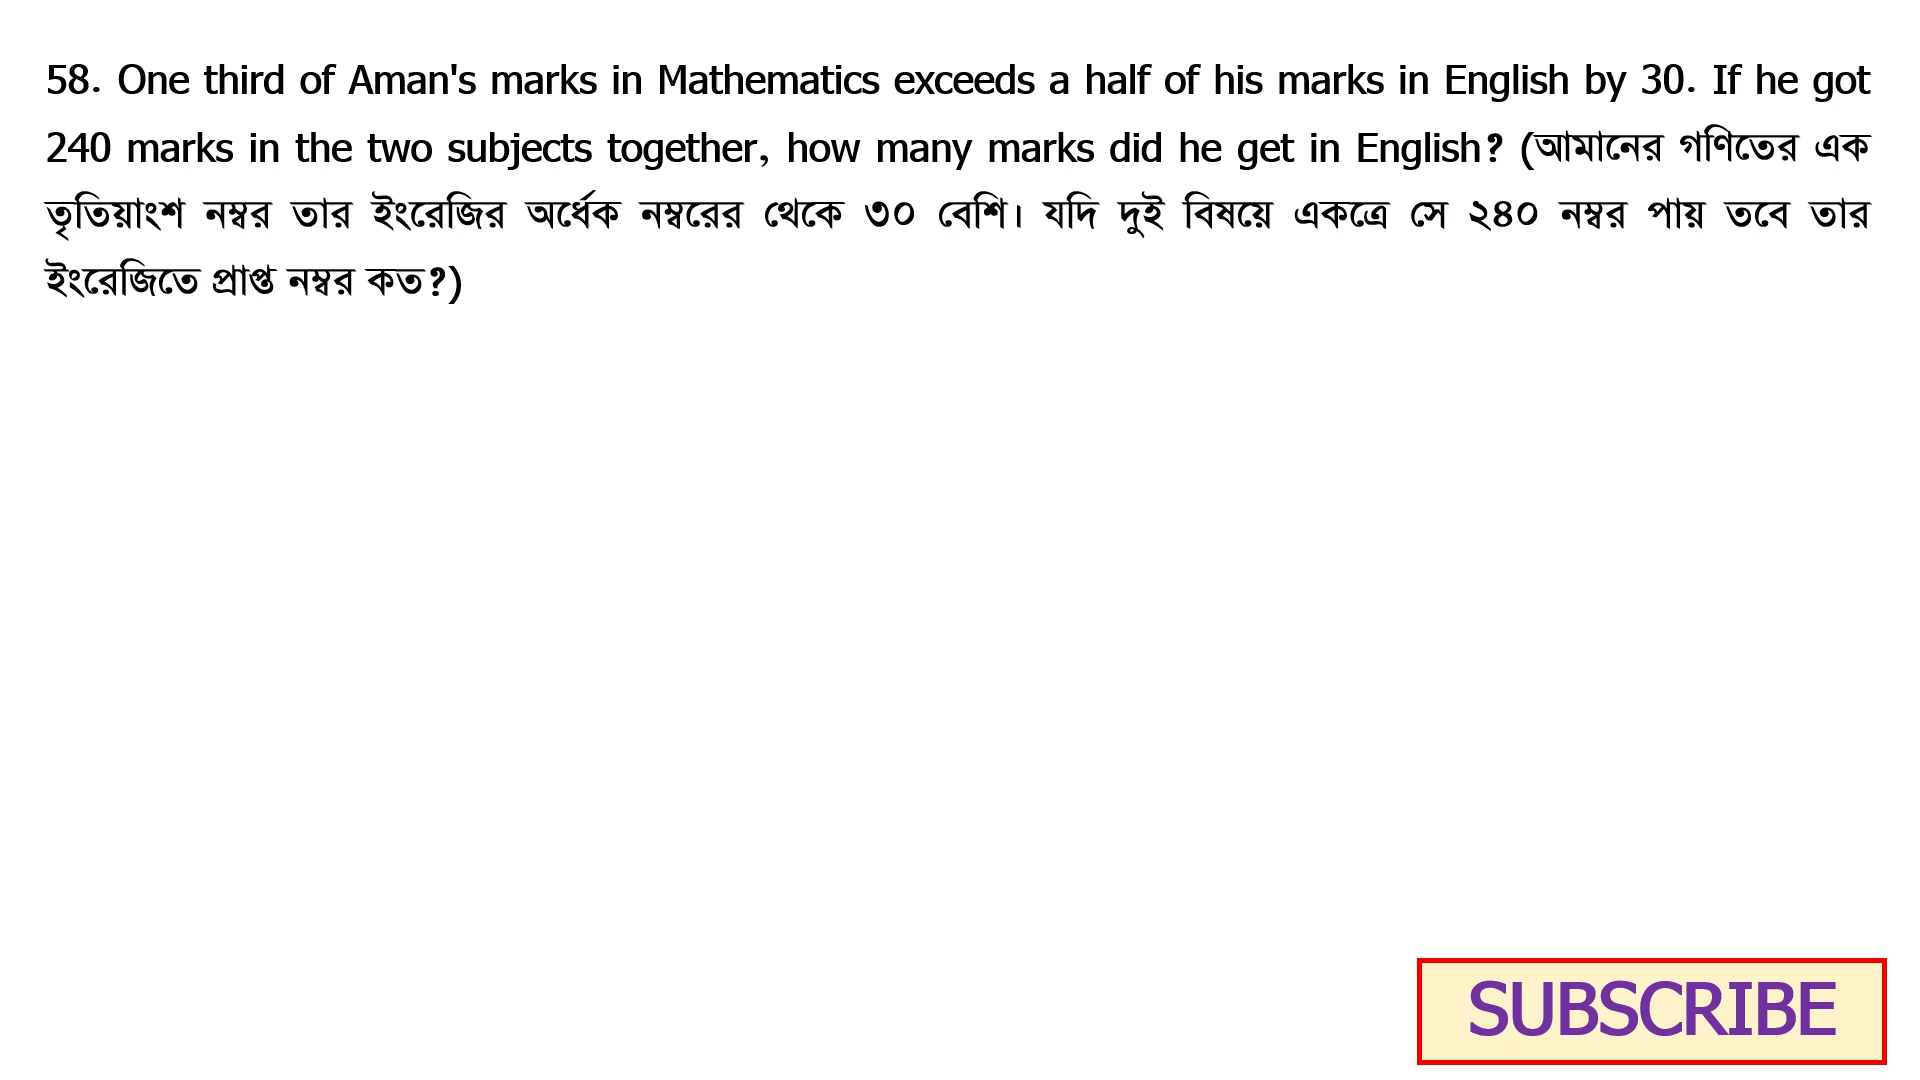 58. One third of Aman's marks in Mathematics exceeds a half of his marks in English by 30. If he got
240 marks in the two subjects together, how many marks did he get in English? (আমানের গণিতের এক
তৃতিয়াংশ নম্বর তার ইংরেজির অর্ধেক নম্বরের থেকে ৩০ বেশি। যদি দুই বিষয়ে একত্রে সে ২৪০ নম্বর পায় তবে তার
ইংরেজিতে প্রাপ্ত নম্বর কত?)
SUBSCRIBE